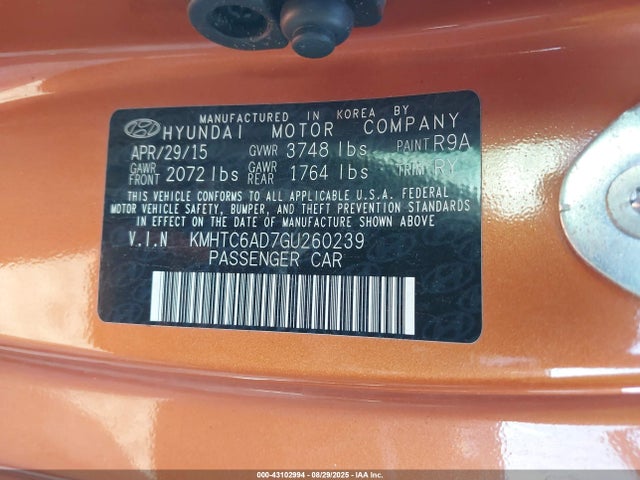 MANUFACTURED IN KOREA BY
HYUNDAI MOTOR COMPANY
APR/29/15 GVWR 3748 lbs PAINT R9A
GAWR FRONT 2072 lbs GAWR REAR 1764 lbs TRIM RY
THIS VEHICLE CONFORMS TO ALL APPLICABLE U.S.A. FEDERAL
MOTOR VEHICLE SAFETY, BUMPER, AND THEFT PREVENTION
STANDARDS IN EFFECT ON THE DATE OF MANUFACTURE SHOWN ABOVE
V.I.N KMHTC6AD7GU260239
PASSENGER CAR
000-43102994 | 08/29/2025 - IAA Inc.